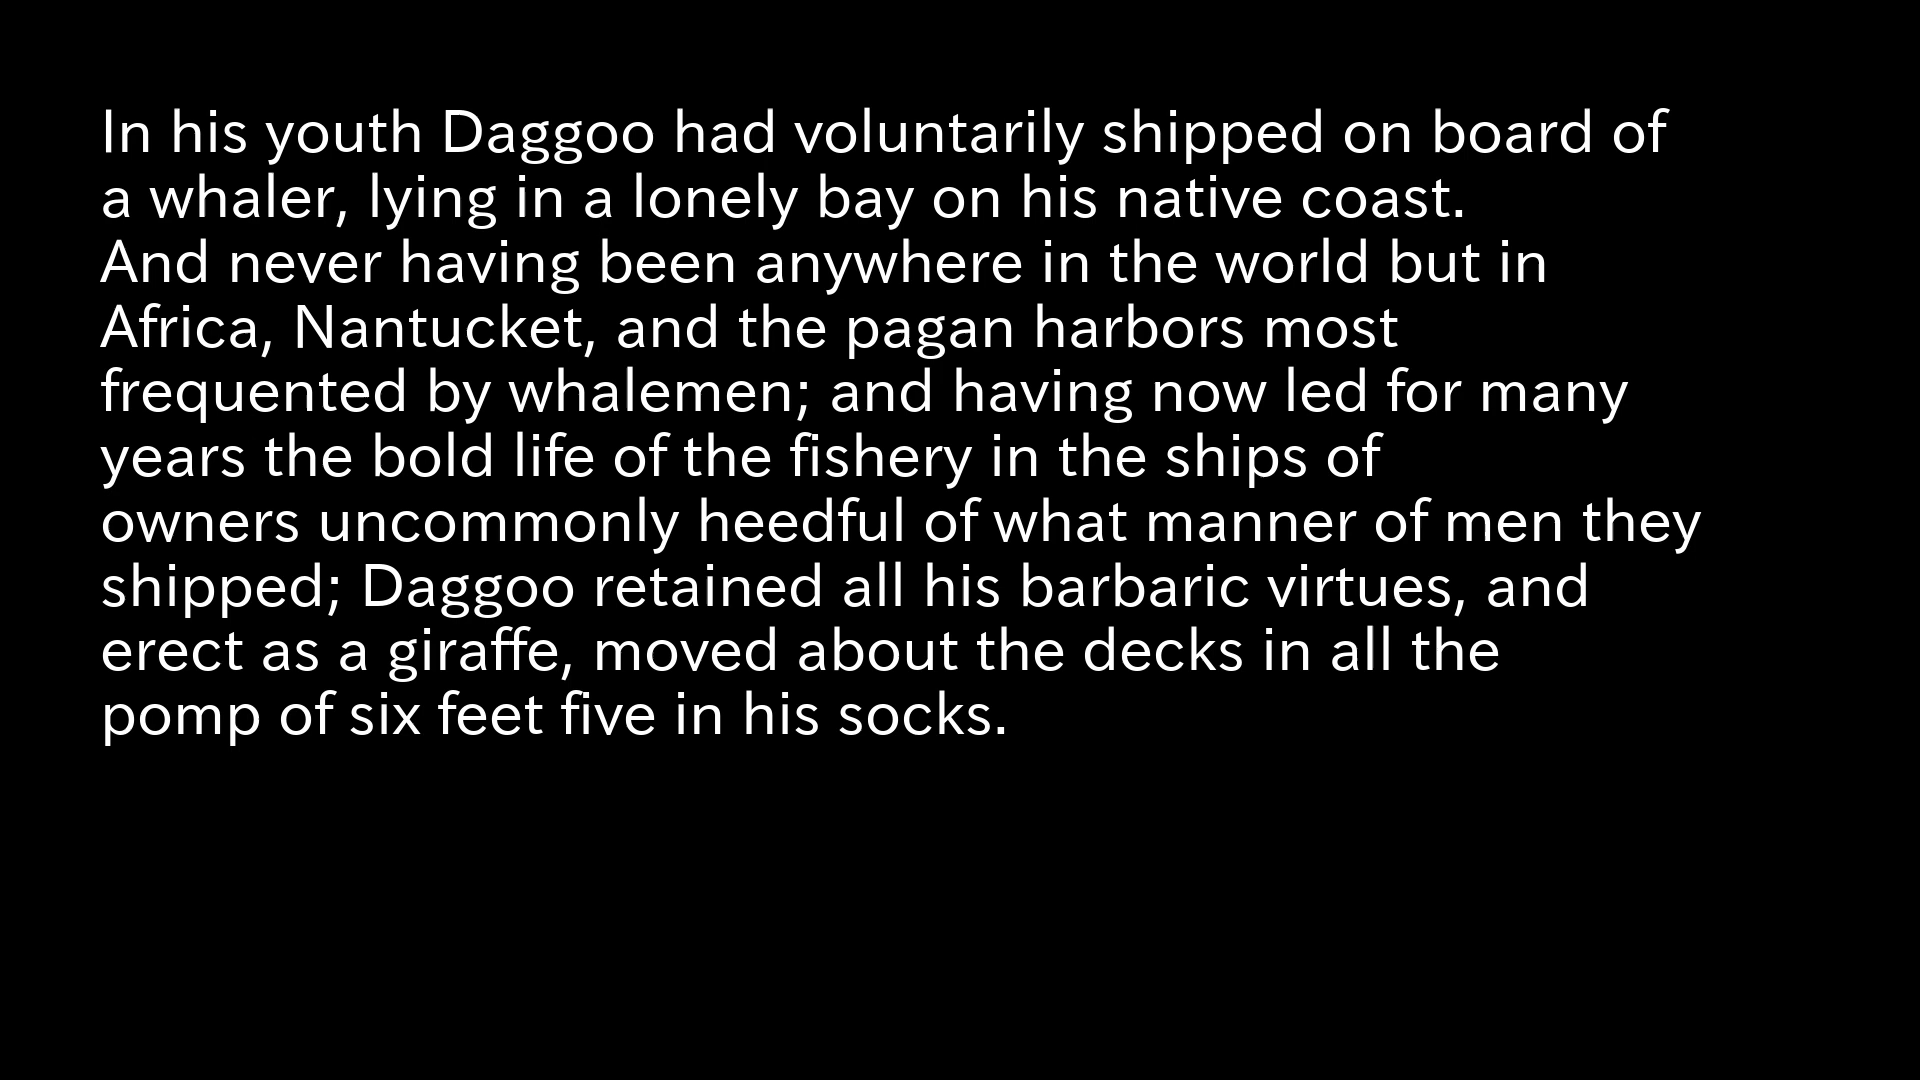 In his youth Daggoo had voluntarily shipped on board of
a whaler, lying in a lonely bay on his native coast.
And never having been anywhere in the world but in
Africa, Nantucket, and the pagan harbors most
frequented by whalemen; and having now led for many
years the bold life of the fishery in the ships of
owners uncommonly heedful of what manner of men they
shipped; Daggoo retained all his barbaric virtues, and
erect as a giraffe, moved about the decks in all the
pomp of six feet five in his socks.